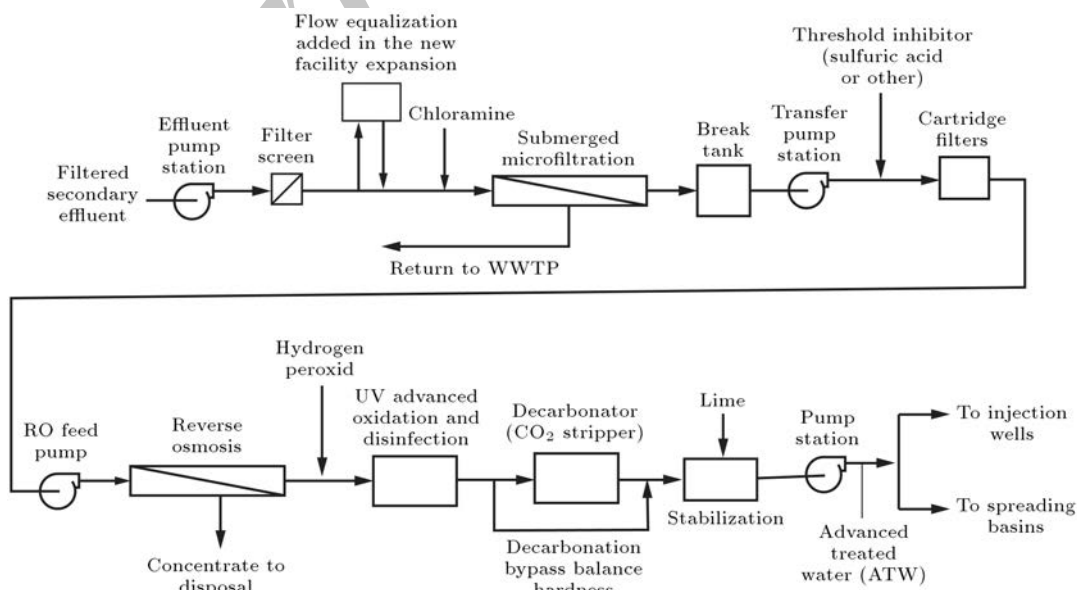 Flow equalization
added in the new
facility expansion
Threshold inhibitor
(sulfuric acid
or other)
Chloramine
Effluent
pump
station
Filter
screen
Submerged
microfiltration
Break
tank
Transfer
pump
station
Cartridge
filters
Filtered
secondary
effluent
Return to WWTP
Hydrogen
peroxid
RO feed
pump
Reverse
osmosis
UV advanced
oxidation and
disinfection
Decarbonator
(CO₂ stripper)
Lime
Pump
station
To injection
wells
Stabilization
To spreading
basins
Concentrate to
disposal
Decarbonation
bypass balance
hardness
Advanced
treated
water (ATW)